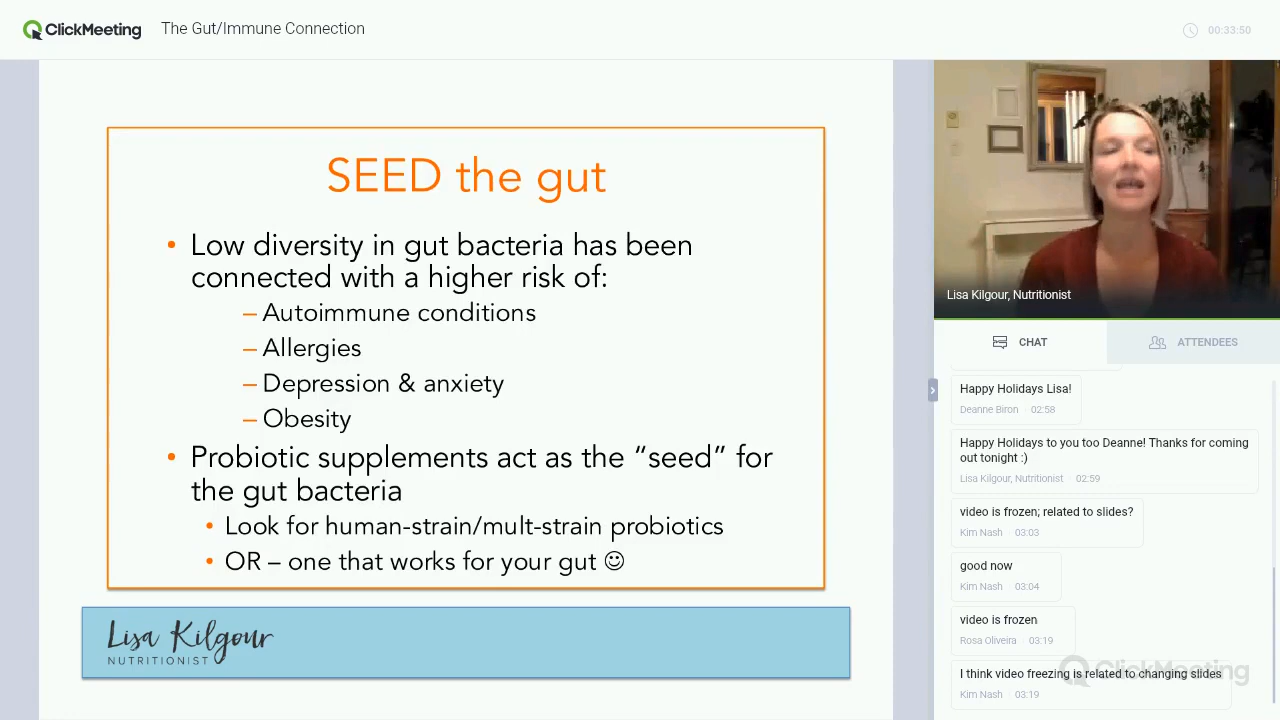 ClickMeeting
The Gut/Immune Connection
00:33:50
SEED the gut
• Low diversity in gut bacteria has been
connected with a higher risk of:
– Autoimmune conditions
– Allergies
– Depression & anxiety
– Obesity
• Probiotic supplements act as the “seed” for
the gut bacteria
• Look for human-strain/mult-strain probiotics
• OR – one that works for your gut ☺
Lisa Kilgour
NUTRITIONIST
Lisa Kilgour, Nutritionist
CHAT
ATTENDEES
Happy Holidays Lisa!
Deanne Biron · 02:58
Happy Holidays to you too Deanne! Thanks for coming
out tonight :)
Lisa Kilgour, Nutritionist · 02:59
video is frozen; related to slides?
Kim Nash · 03:03
good now
Kim Nash · 03:04
video is frozen
Rosa Oliveira · 03:19
I think video freezing is related to changing slides
Kim Nash · 03:19
ClickMeeting